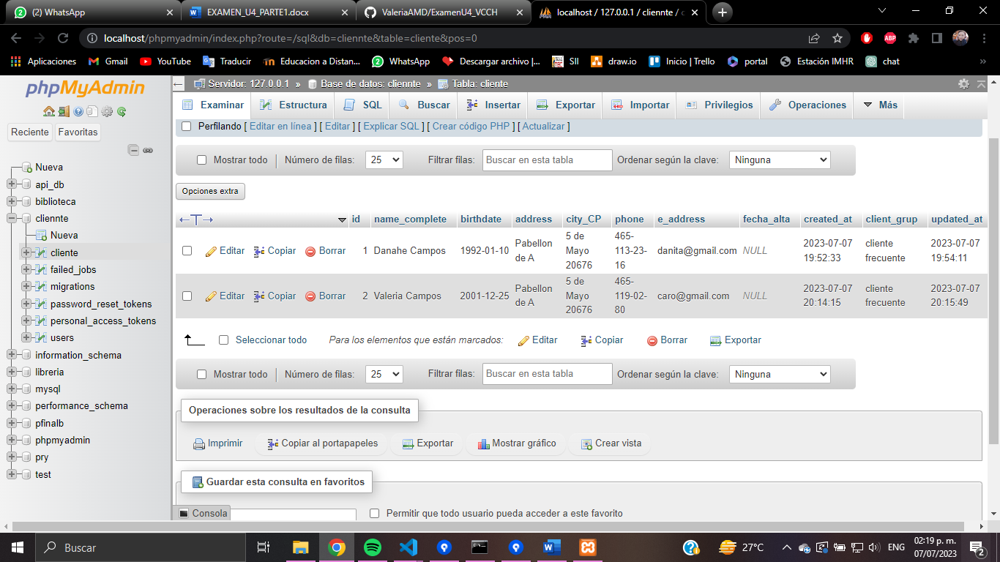 (2) WhatsApp
EXAMEN_U4_PARTE1.docx
ValeriaAMD/ExamenU4_VCCH
localhost / 127.0.0.1 / cliennte / c
localhost/phpmyadmin/index.php?route=/sql&db=cliennte&table=cliente&pos=0
ABP
Aplicaciones
Gmail
YouTube
Traducir
Educacion a Distan...
WhatsApp
Descargar archivo |...
SII
draw.io
Inicio | Trello
portal
Estación IMHR
chat
»
phpMyAdmin
Reciente
Favoritas
Nueva
api_db
biblioteca
cliennte
Nueva
cliente
failed_jobs
migrations
password_reset_tokens
personal_access_tokens
users
information_schema
libreria
mysql
performance_schema
pfinalb
phpmyadmin
pry
test
Servidor: 127.0.0.1 » Base de datos: cliennte » Tabla: cliente
Examinar
Estructura
SQL
Buscar
Insertar
Exportar
Importar
Privilegios
Operaciones
Más
Perfilando [ Editar en línea ] [ Editar ] [ Explicar SQL ] [ Crear código PHP ] [ Actualizar ]
Mostrar todo | Número de filas: 25 Filtrar filas: Buscar en esta tabla Ordenar según la clave: Ninguna
Opciones extra
←T→ id name_complete birthdate address city_CP phone e_address fecha_alta created_at client_grup updated_at
Editar Copiar Borrar 1 Danahe Campos 1992-01-10 Pabellon de A 5 de Mayo 20676 465-113-23-16 danita@gmail.com NULL 2023-07-07 19:52:33 cliente frecuente 2023-07-07 19:54:11
Editar Copiar Borrar 2 Valeria Campos 2001-12-25 Pabellon de A 5 de Mayo 20676 465-119-02-80 caro@gmail.com NULL 2023-07-07 20:14:15 cliente frecuente 2023-07-07 20:15:49
Seleccionar todo Para los elementos que están marcados: Editar Copiar Borrar Exportar
Mostrar todo | Número de filas: 25 Filtrar filas: Buscar en esta tabla Ordenar según la clave: Ninguna
Operaciones sobre los resultados de la consulta
Imprimir Copiar al portapapeles Exportar Mostrar gráfico Crear vista
Guardar esta consulta en favoritos
Consola
Permitir que todo usuario pueda acceder a este favorito
Buscar
27°C
ENG
02:19 p. m.
07/07/2023
2